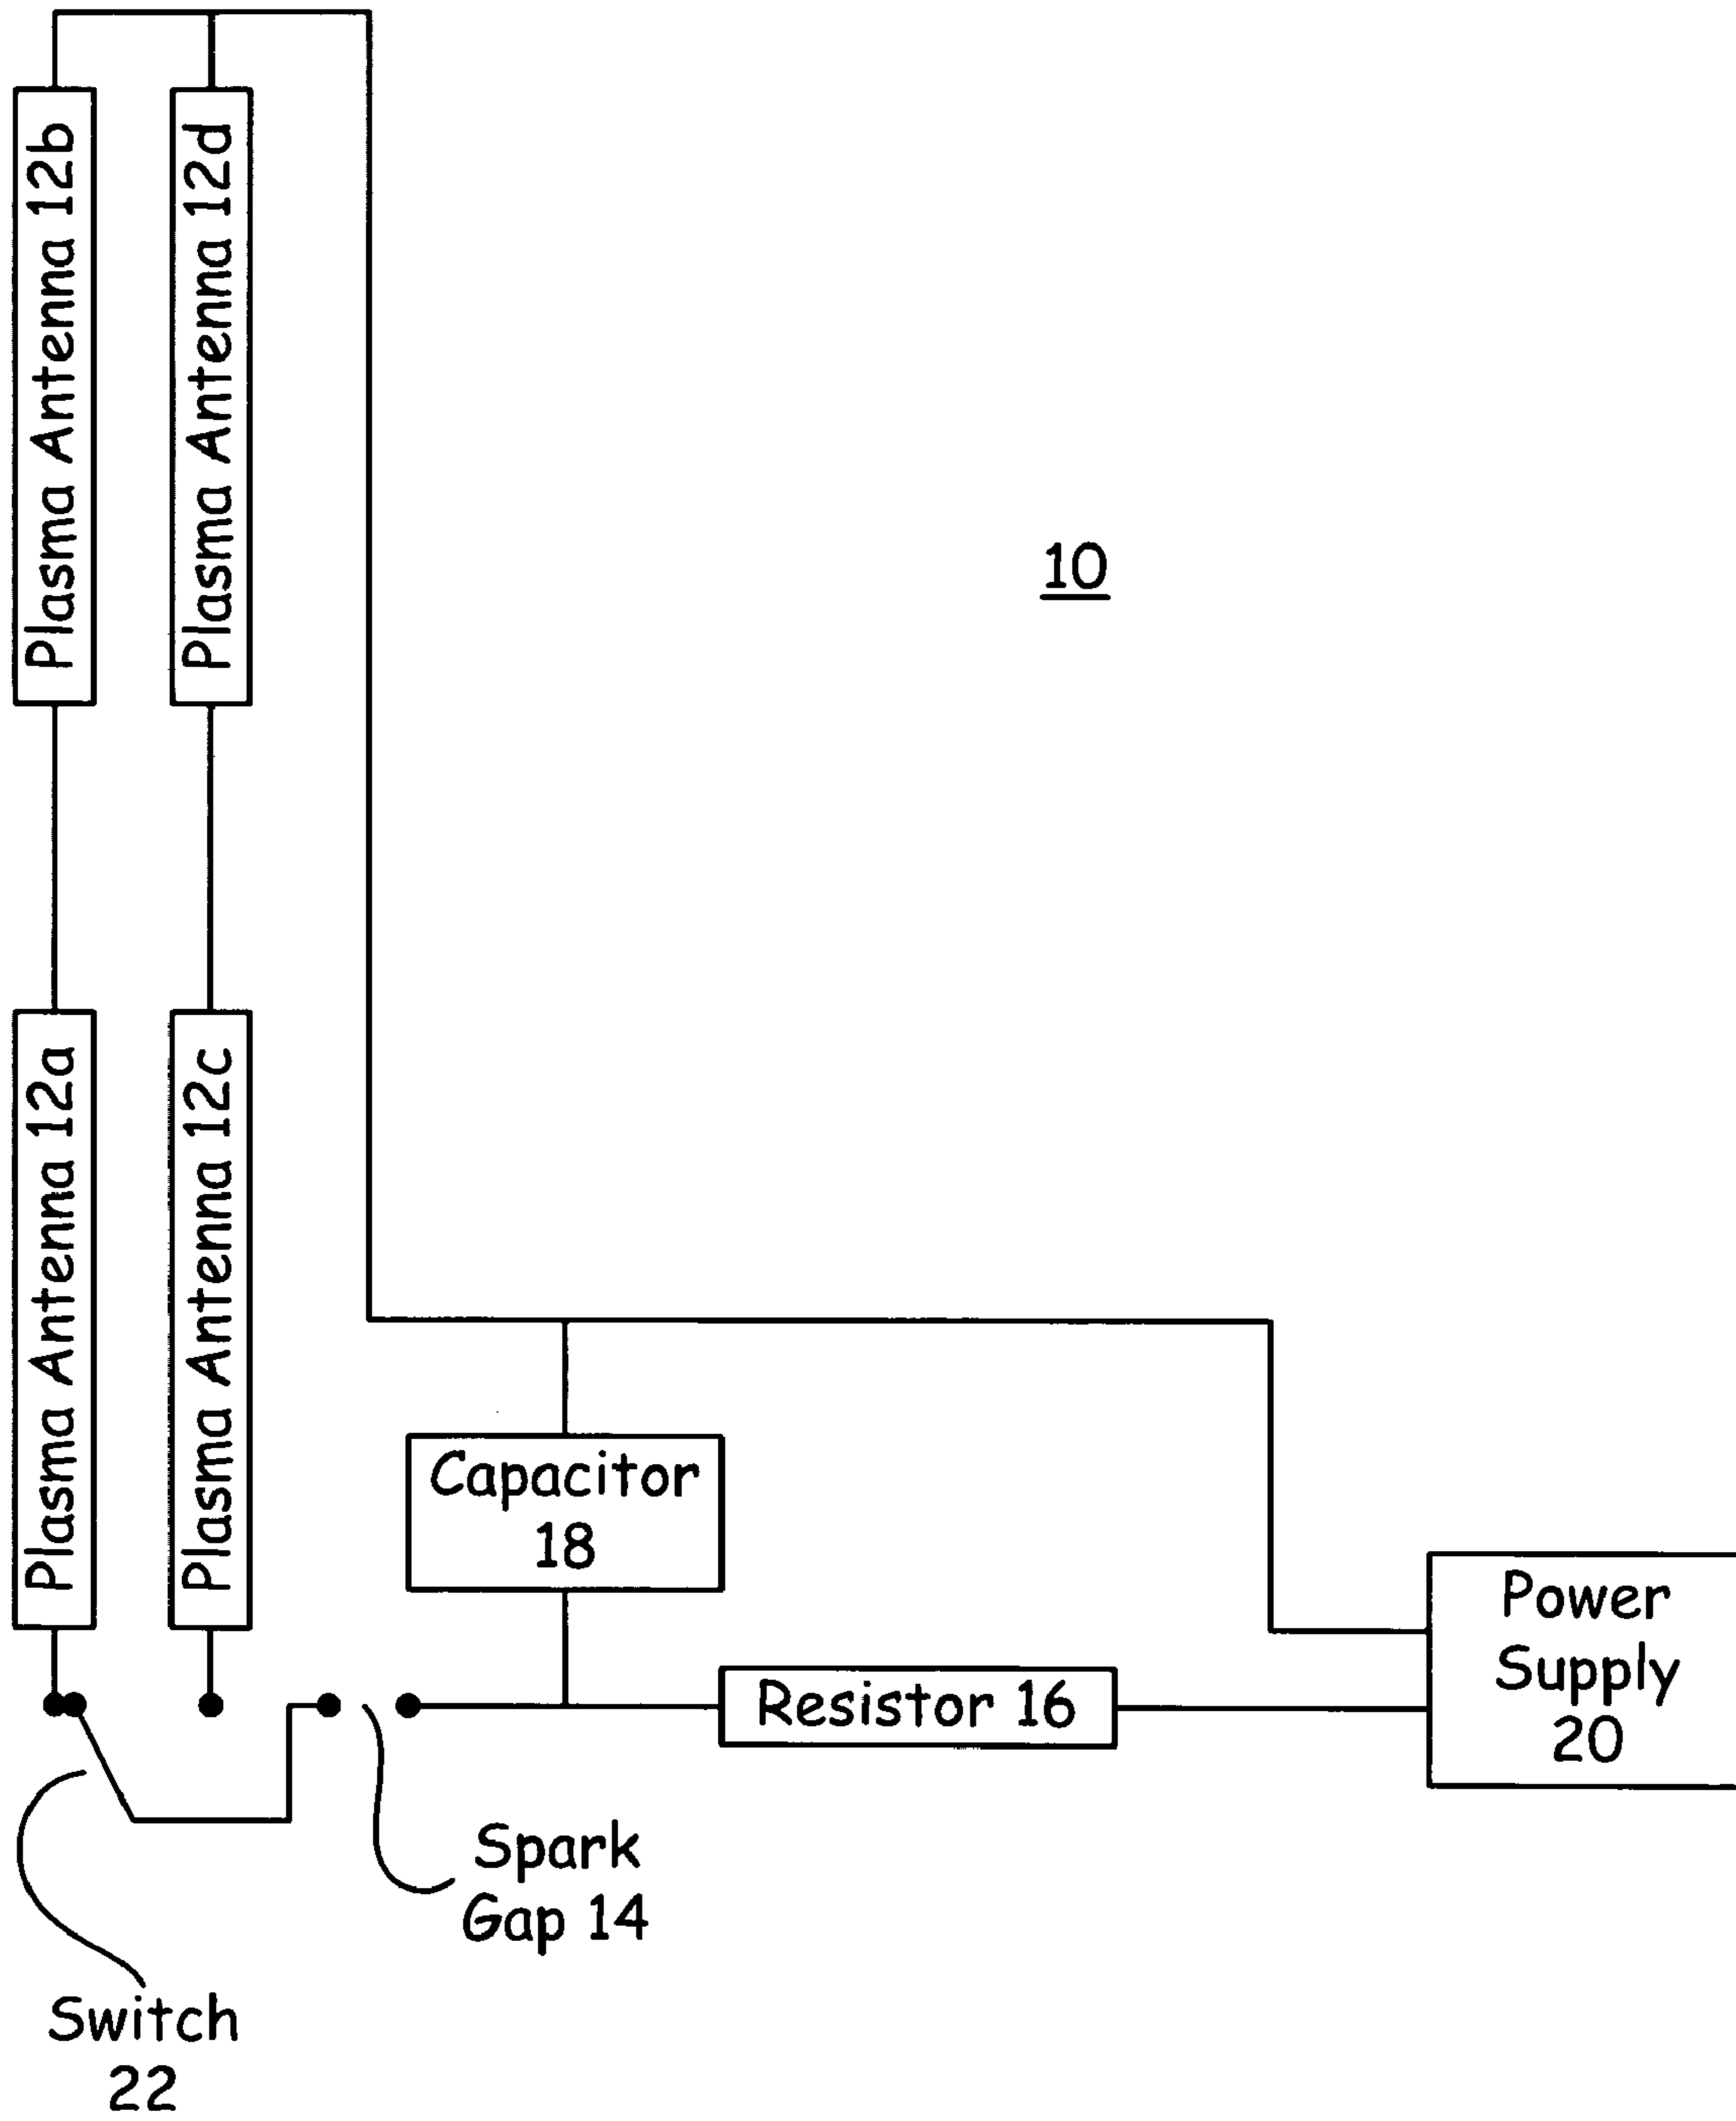 Plasma Antenna 12b
Plasma Antenna 12d
10
Plasma Antenna 12a
Plasma Antenna 12c
Capacitor
18
Power
Supply
20
Resistor 16
Spark
Gap 14
Switch
22